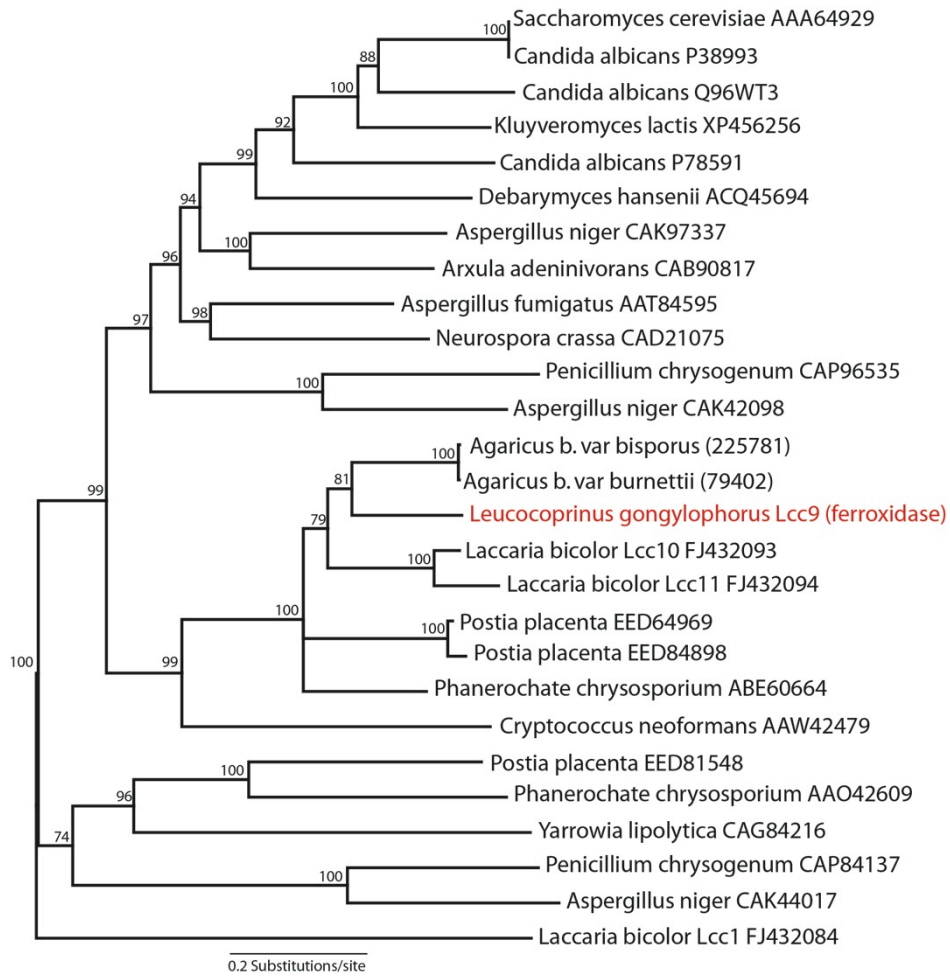 Saccharomyces cerevisiae AAA64929
100
Candida albicans P38993
88
Candida albicans Q96WT3
100
Kluyveromyces lactis XP456256
92
Candida albicans P78591
99
Debarymyces hansenii ACQ45694
94
Aspergillus niger CAK97337
100
Arxula adeninivorans CAB90817
96
Aspergillus fumigatus AAT84595
98
Neurospora crassa CAD21075
97
Penicillium chrysogenum CAP96535
100
Aspergillus niger CAK42098
Agaricus b. var bisporus (225781)
100
Agaricus b. var burnettii (79402)
81
99
Leucocoprinus gongylophorus Lcc9 (ferroxidase)
79
Laccaria bicolor Lcc10 FJ432093
100
Laccaria bicolor Lcc11 FJ432094
100
Postia placenta EED64969
100
Postia placenta EED84898
99
100
Phanerochate chrysosporium ABE60664
Cryptococcus neoformans AAW42479
Postia placenta EED81548
100
Phanerochate chrysosporium AAO42609
96
Yarrowia lipolytica CAG84216
74
Penicillium chrysogenum CAP84137
100
Aspergillus niger CAK44017
Laccaria bicolor Lcc1 FJ432084
0.2 Substitutions/site